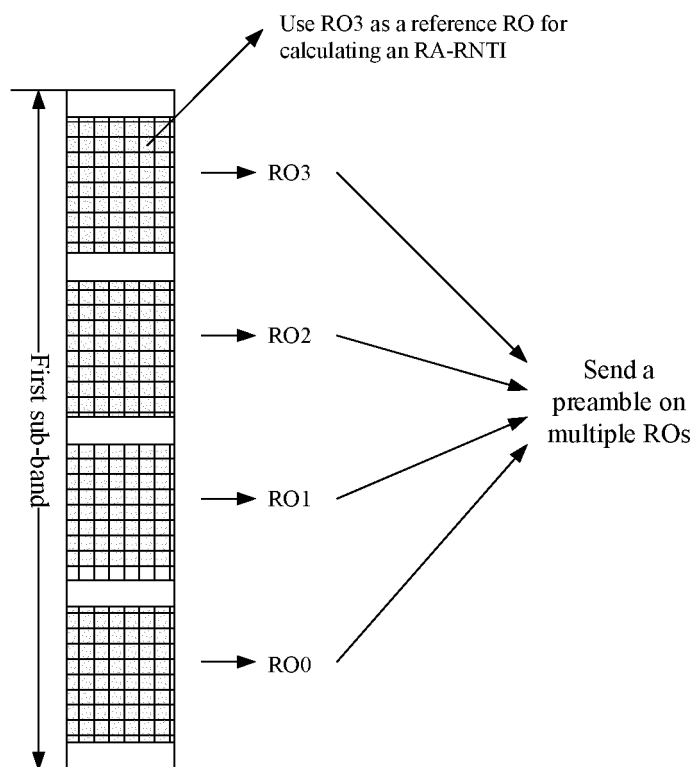 Use RO3 as a reference RO for
calculating an RA-RNTI
RO3
RO2
First sub-band
Send a
preamble on
multiple ROs
RO1
RO0